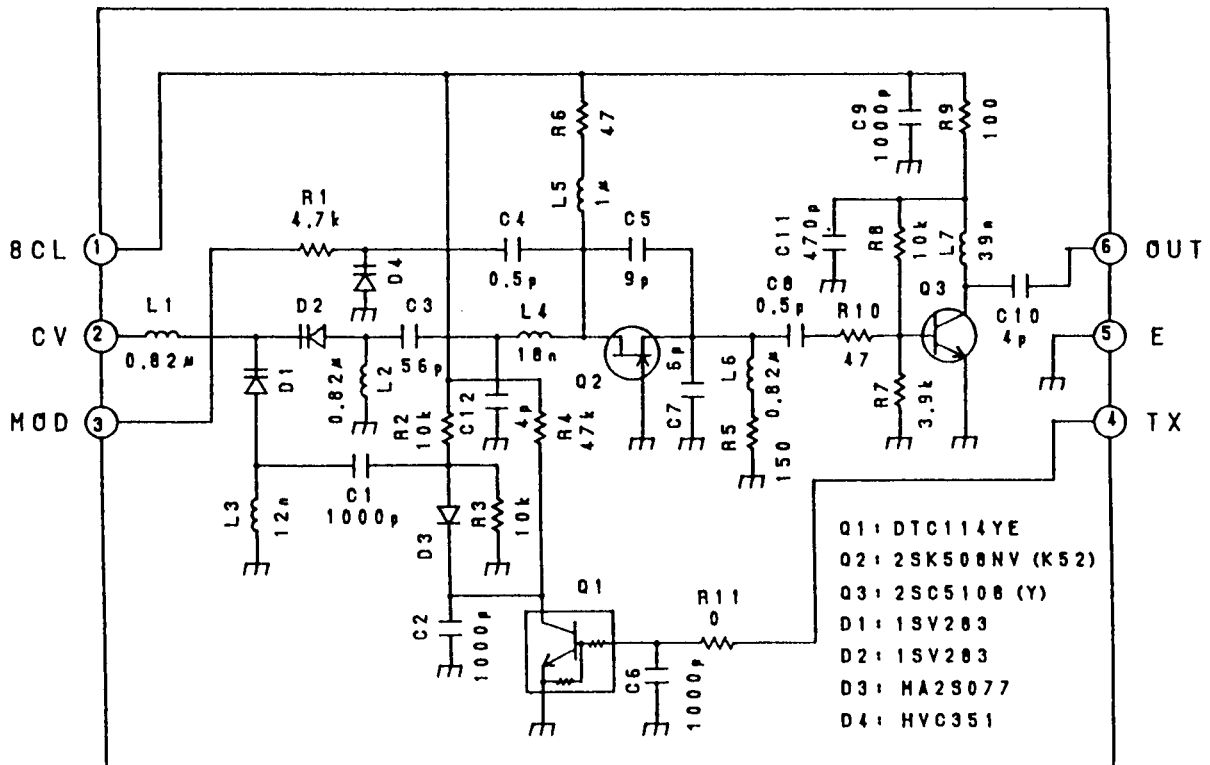 8CL
1
CV
2
MOD
3
L1
0.82μ
R1
4.7k
D4
D2
D1
L3
12n
C1
1000p
L2
0.82μ
C3
56p
C4
0.5p
L4
18n
R6
47
L5
1μ
C5
9p
Q2
C12
4p
R2
10k
R4
47k
D3
R3
10k
C2
1000p
Q1
C7
6p
L6
0.82μ
R5
150
C8
0.5p
R10
47
C11
470p
R8
10k
R7
3.9k
C9
1000p
R9
100
L7
39n
Q3
C10
4p
6
OUT
5
E
4
TX
R11
0
C6
1000p
Q1: DTC114YE
Q2: 2SK508NV (K52)
Q3: 2SC5108 (Y)
D1: 1SV283
D2: 1SV283
D3: MA2S077
D4: HVC351